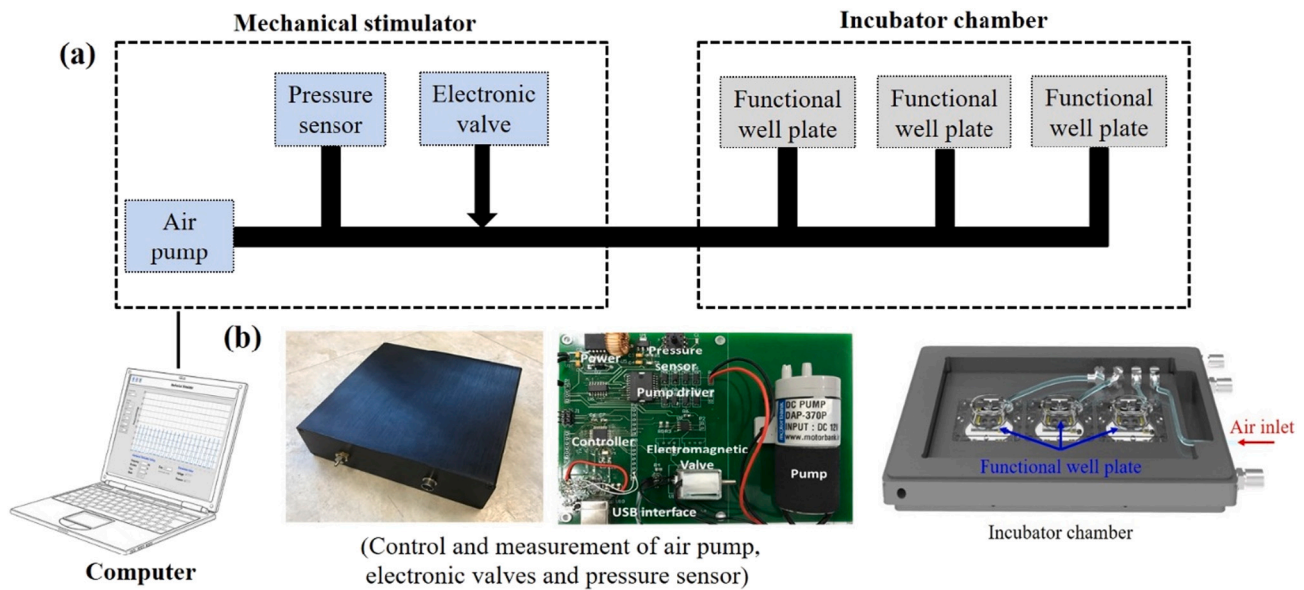 Mechanical stimulator
Incubator chamber
(a)
Pressure
sensor
Electronic
valve
Functional
well plate
Functional
well plate
Functional
well plate
Air
pump
(b)
Power
Pressure
sensor
Pump driver
Controller
Electromagnetic
Valve
USB interface
DC PUMP
DAP-370P
INPUT : DC 12V
www.motorbank.
Pump
Air inlet
Functional well plate
Incubator chamber
Computer
(Control and measurement of air pump,
electronic valves and pressure sensor)